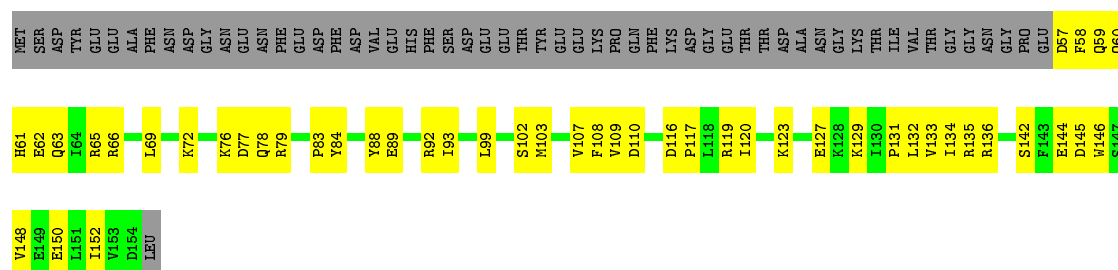 MET SER ASP TYR GLU GLU ALA PHE ASN ASP GLY ASN GLU ASN PHE GLU ASP PHE ASP VAL GLU HIS PHE SER ASP GLU GLU THR TYR GLU GLU LYS PRO GLN PHE LYS ASP GLY GLU THR THR ASP ALA ASN GLY LYS THR ILE VAL THR GLY GLY ASN GLY PRO GLU D57 F58 Q59 Q60
H61 E62 Q63 I64 R65 R66 L69 K72 K76 D77 Q78 R79 P83 Y84 Y88 E89 R92 I93 L99 S102 M103 V107 F108 V109 D110 D116 P117 L118 R119 I120 K123 E127 K128 K129 I130 P131 L132 V133 I134 R135 R136 S142 F143 E144 D145 W146 S147
V148 E149 E150 L151 I152 V153 D154 LEU